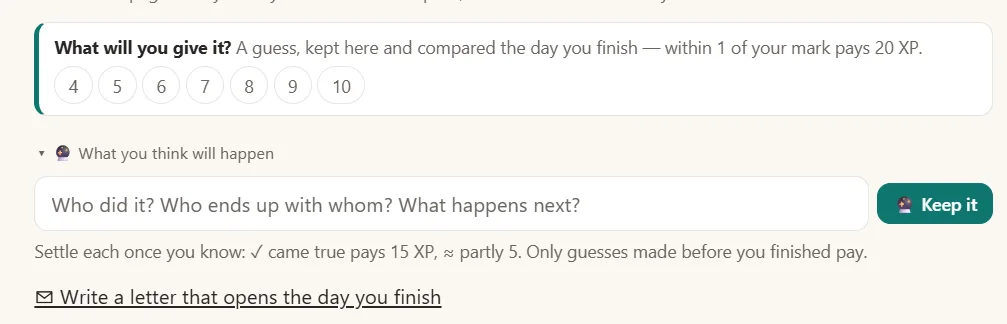 What will you give it? A guess, kept here and compared the day you finish — within 1 of your mark pays 20 XP.
4 5 6 7 8 9 10
What you think will happen
Who did it? Who ends up with whom? What happens next?
Keep it
Settle each once you know: ✓ came true pays 15 XP, ≈ partly 5. Only guesses made before you finished pay.
Write a letter that opens the day you finish